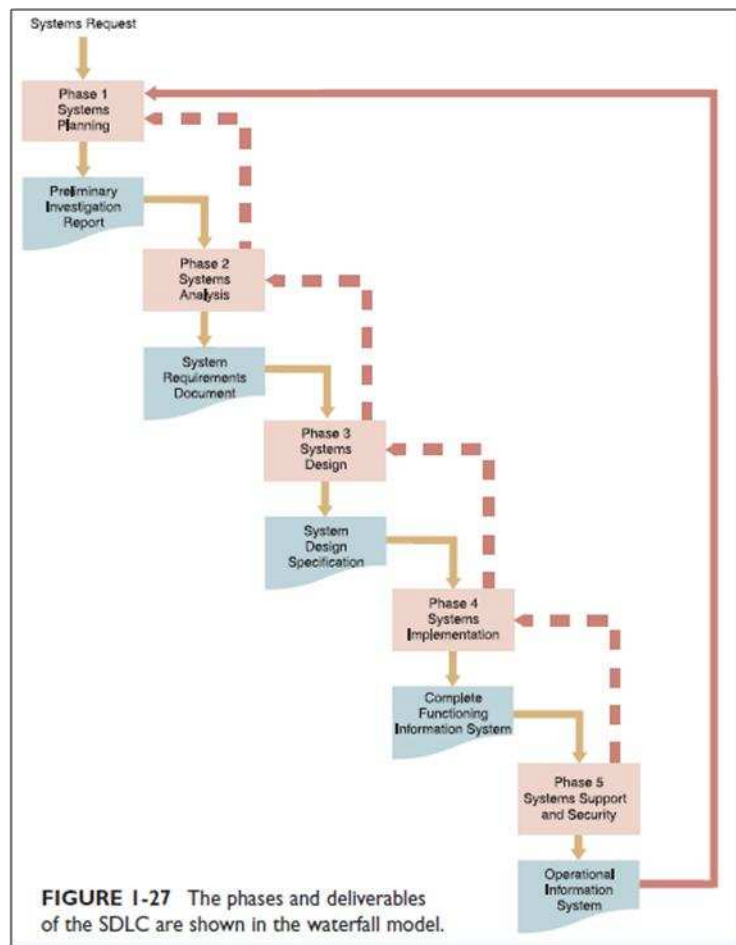 Systems Request
Phase 1
Systems
Planning
Preliminary
Investigation
Report
Phase 2
Systems
Analysis
System
Requirements
Document
Phase 3
Systems
Design
System
Design
Specification
Phase 4
Systems
Implementation
Complete
Functioning
Information System
Phase 5
Systems Support
and Security
Operational
Information
System
FIGURE 1-27 The phases and deliverables
of the SDLC are shown in the waterfall model.